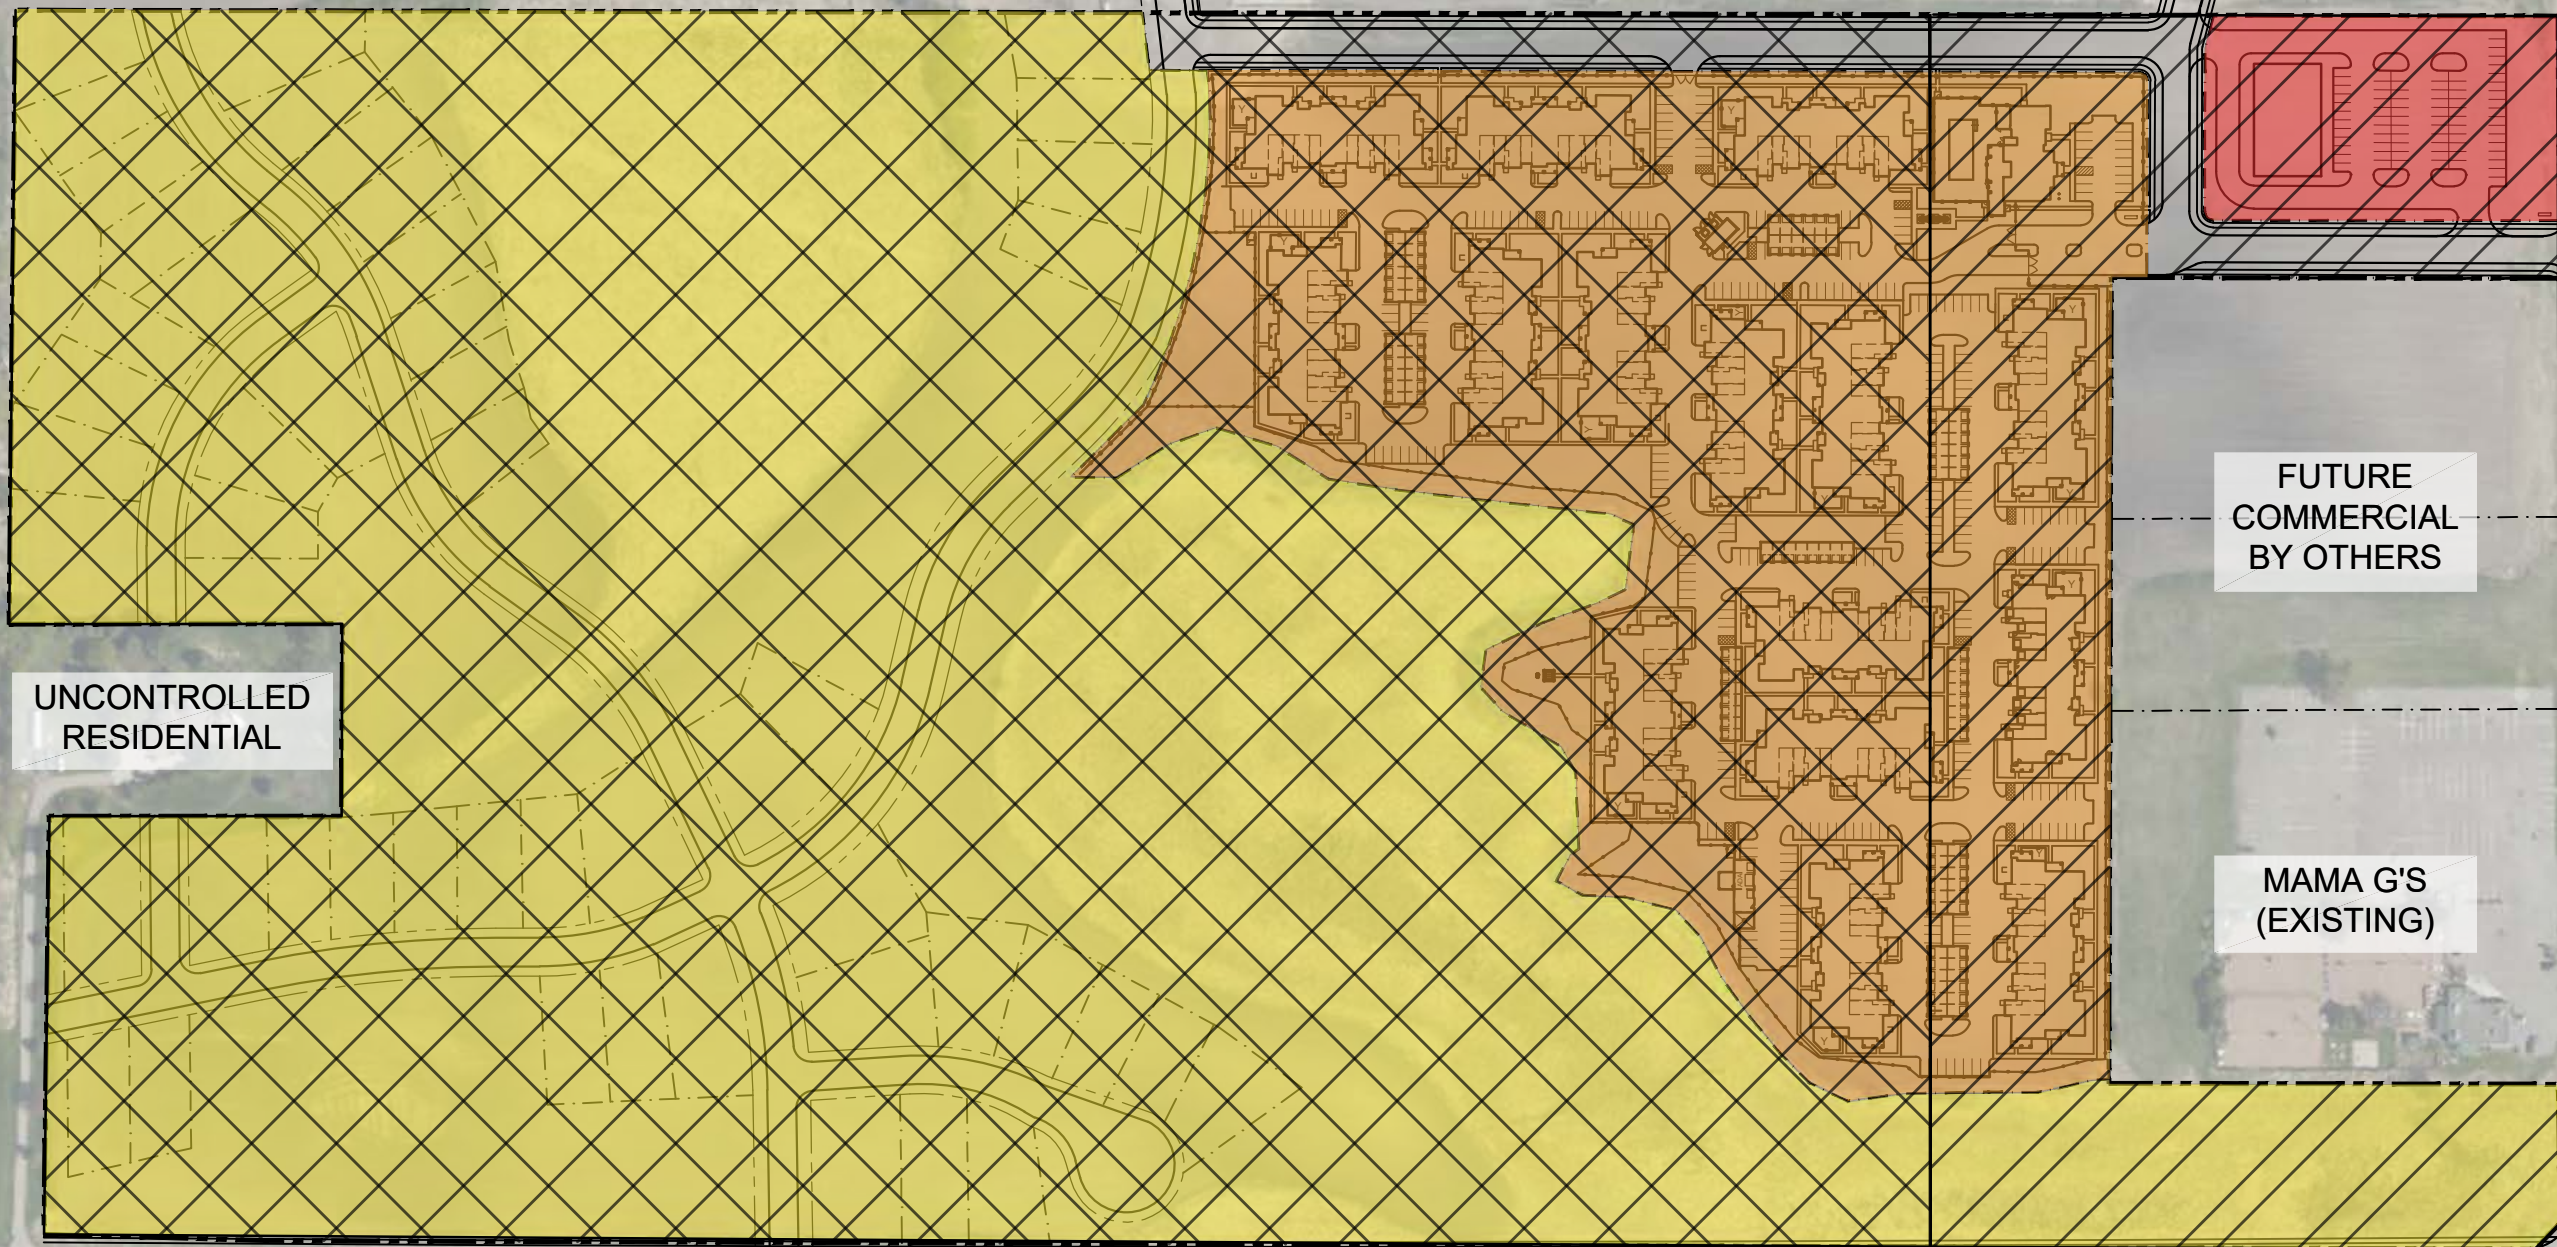 FUTURE
COMMERCIAL
BY OTHERS
UNCONTROLLED
RESIDENTIAL
MAMA G'S
(EXISTING)